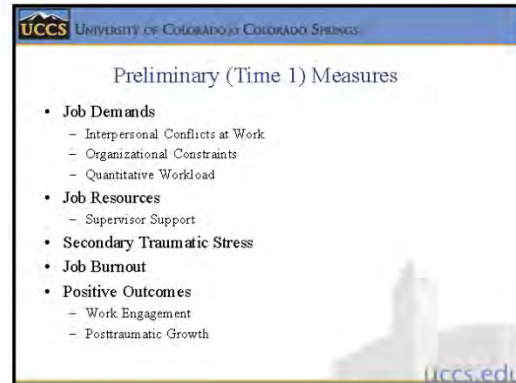 UCCS UNIVERSITY OF COLORADO AT COLORADO SPRINGS
Preliminary (Time 1) Measures
• Job Demands
– Interpersonal Conflicts at Work
– Organizational Constraints
– Quantitative Workload
• Job Resources
– Supervisor Support
• Secondary Traumatic Stress
• Job Burnout
• Positive Outcomes
– Work Engagement
– Posttraumatic Growth
uccs.edu